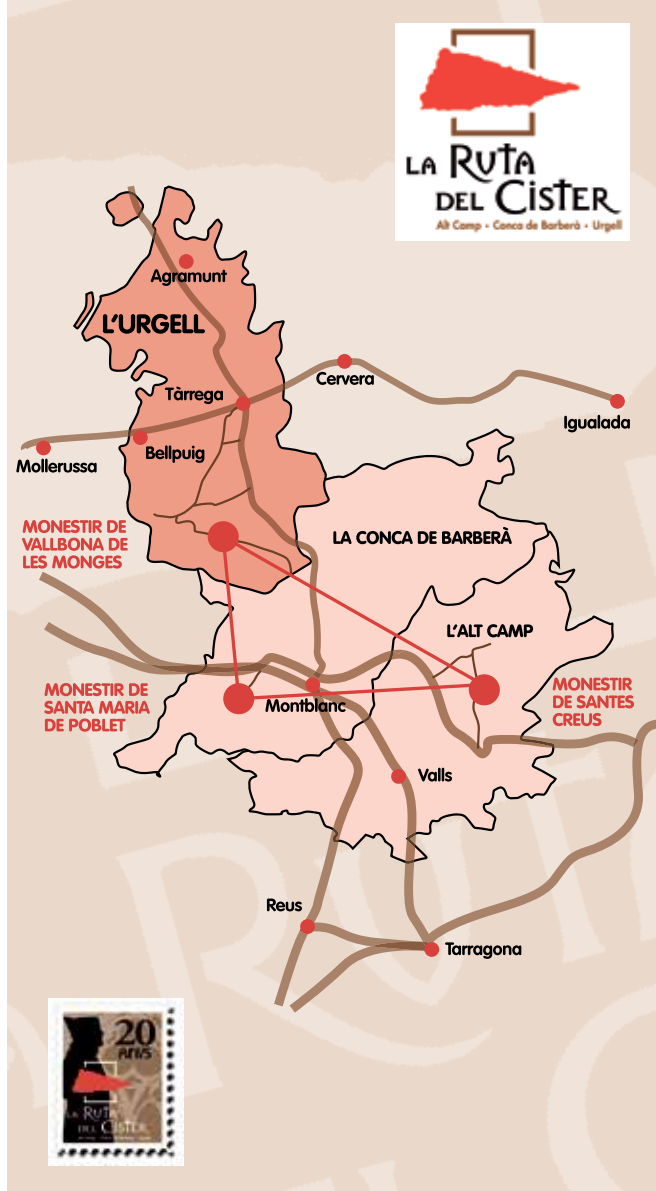 LA RUTA
DEL CISTER
Alt Camp • Conca de Barberà • Urgell
Agramunt
L'URGELL
Cervera
Tàrrega
Igualada
Bellpuig
Mollerussa
MONESTIR DE
VALLBONA DE
LES MONGES
LA CONCA DE BARBERÀ
L'ALT CAMP
MONESTIR DE
SANTA MARIA
DE POBLET
Montblanc
MONESTIR
DE SANTES
CREUS
Valls
Reus
Tarragona
20
ANYS
LA RUTA
DEL CISTER